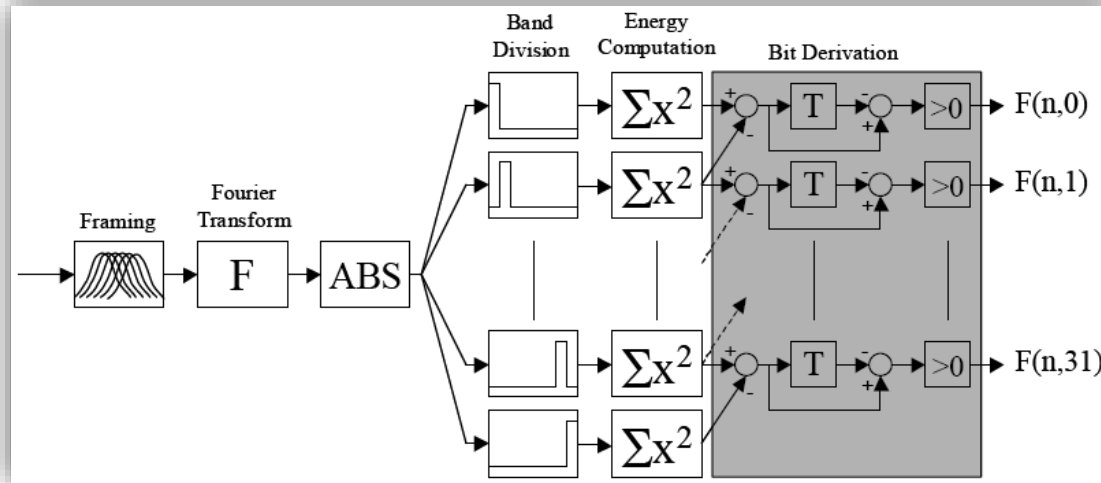 Band
Division
Energy
Computation
Bit Derivation
Fourier
Transform
Framing
F
ABS
∑x²
+
-
T
-
+
>0
F(n,0)
∑x²
+
-
T
-
+
>0
F(n,1)
∑x²
+
-
T
-
+
>0
F(n,31)
∑x²